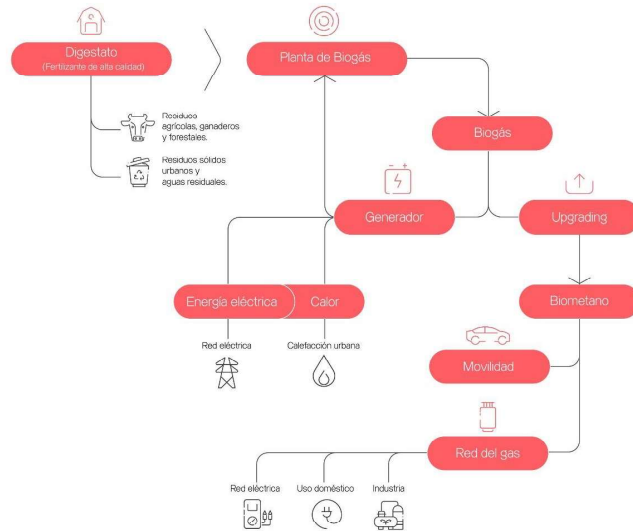 Digestato
(Fertilizante de alta calidad)
Planta de Biogás
Residuos
agrícolas, ganaderos
y forestales.
Residuos sólidos
urbanos y
aguas residuales.
Biogás
Generador
Upgrading
Energía eléctrica
Calor
Biometano
Red eléctrica
Calefacción urbana
Movilidad
Red del gas
Red eléctrica
Uso doméstico
Industria